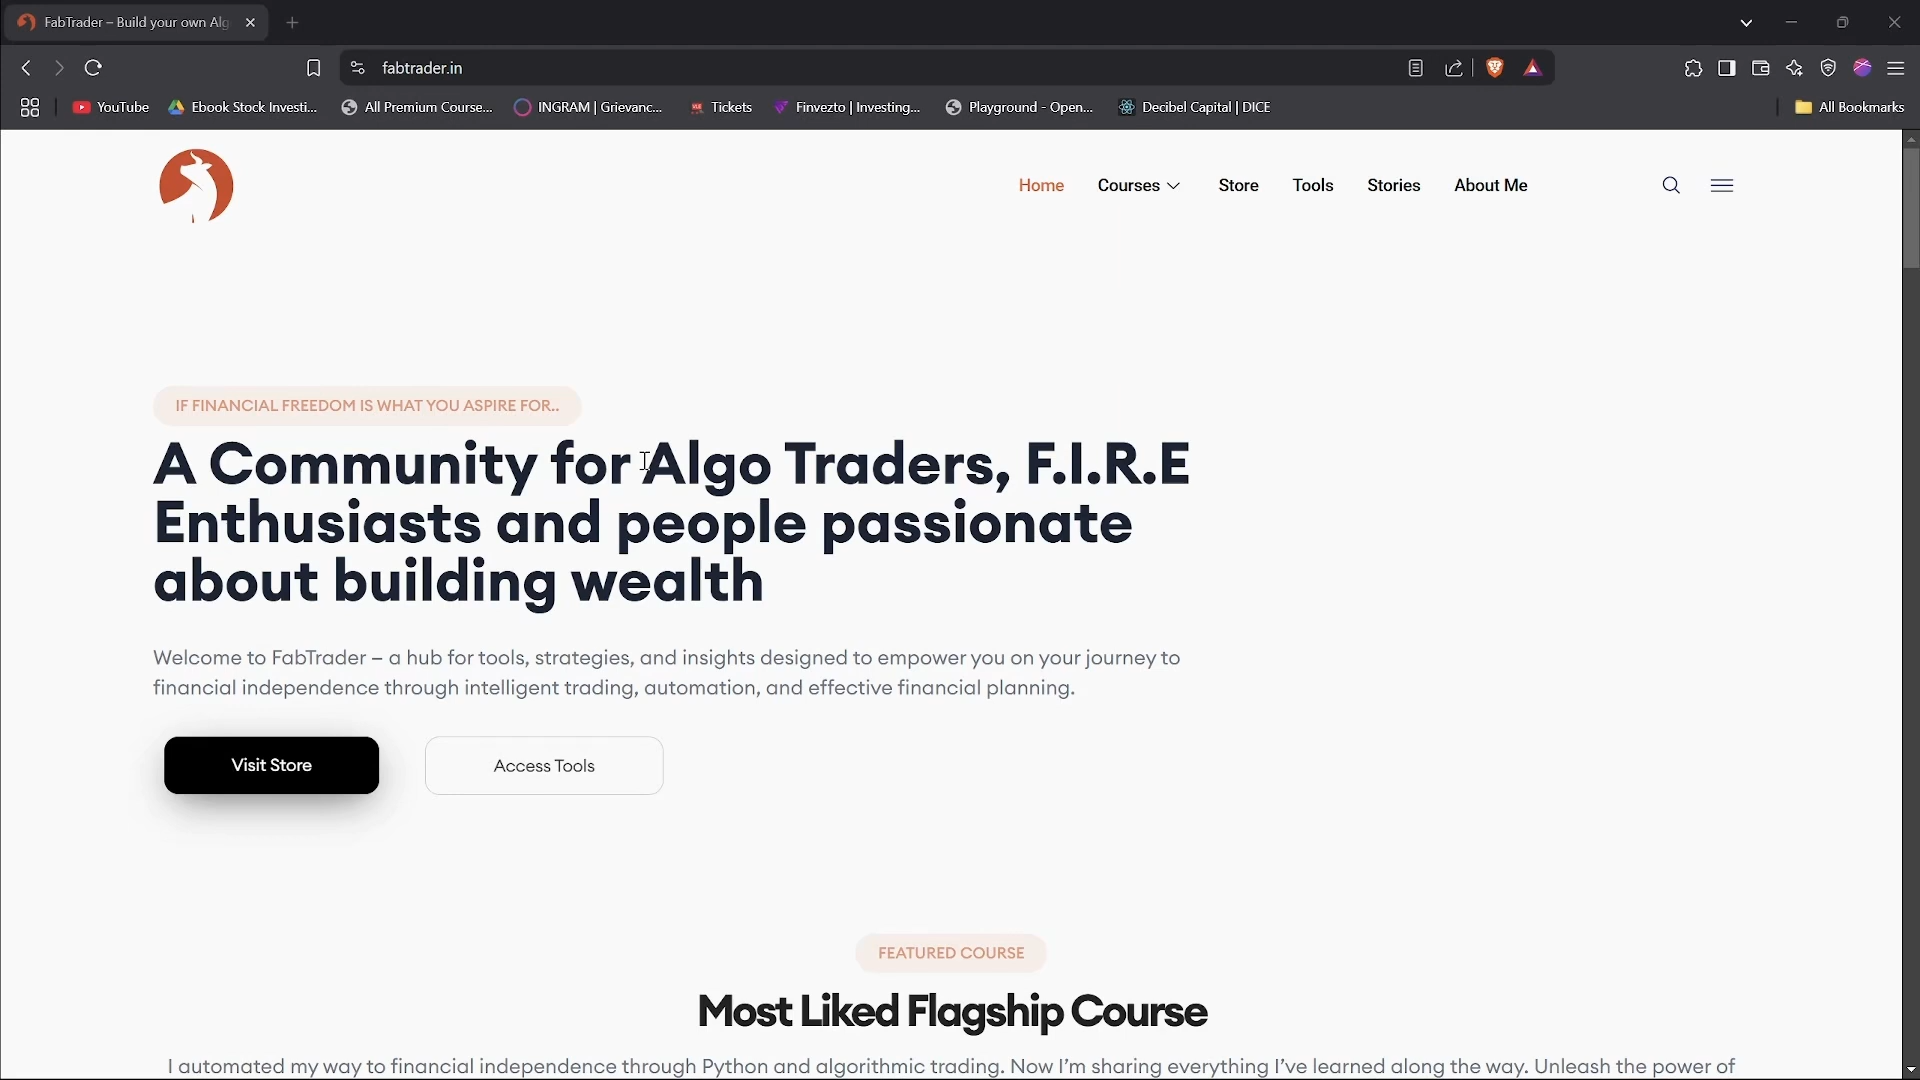 FabTrader – Build your own Alg
fabtrader.in
YouTube
Ebook Stock Investi...
All Premium Course...
INGRAM | Grievanc...
Tickets
Finvezto | Investing...
Playground - Open...
Decibel Capital | DICE
All Bookmarks
Home
Courses
Store
Tools
Stories
About Me
IF FINANCIAL FREEDOM IS WHAT YOU ASPIRE FOR..
A Community for Algo Traders, F.I.R.E
Enthusiasts and people passionate
about building wealth
Welcome to FabTrader – a hub for tools, strategies, and insights designed to empower you on your journey to
financial independence through intelligent trading, automation, and effective financial planning.
Visit Store
Access Tools
FEATURED COURSE
Most Liked Flagship Course
I automated my way to financial independence through Python and algorithmic trading. Now I'm sharing everything I've learned along the way. Unleash the power of